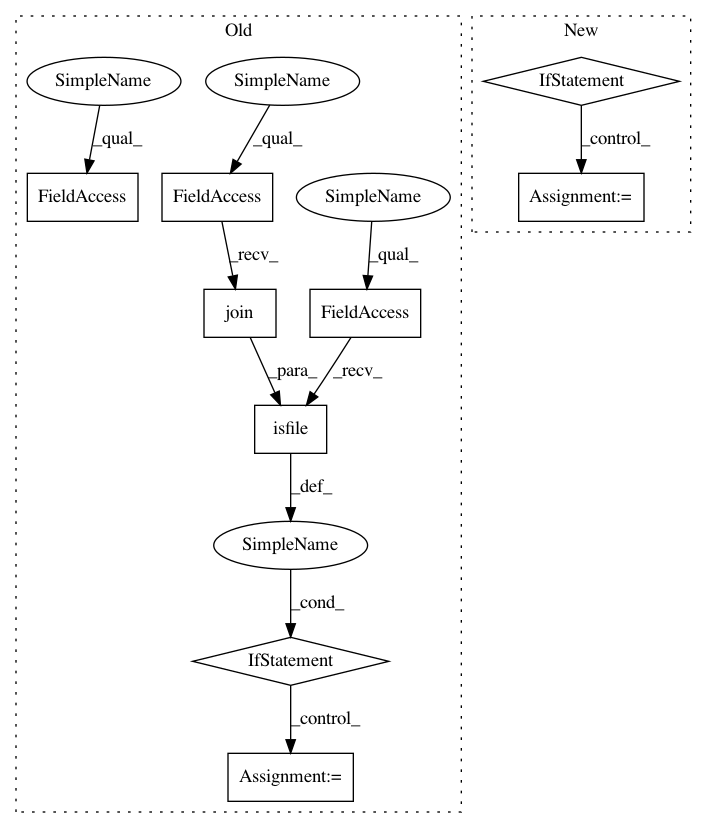 Old
New
SimpleName
SimpleName
IfStatement
_qual_
_qual_
_control_
FieldAccess
FieldAccess
SimpleName
Assignment:=
_recv_
_qual_
join
FieldAccess
_para_
_recv_
isfile
_def_
SimpleName
_cond_
IfStatement
_control_
Assignment:=